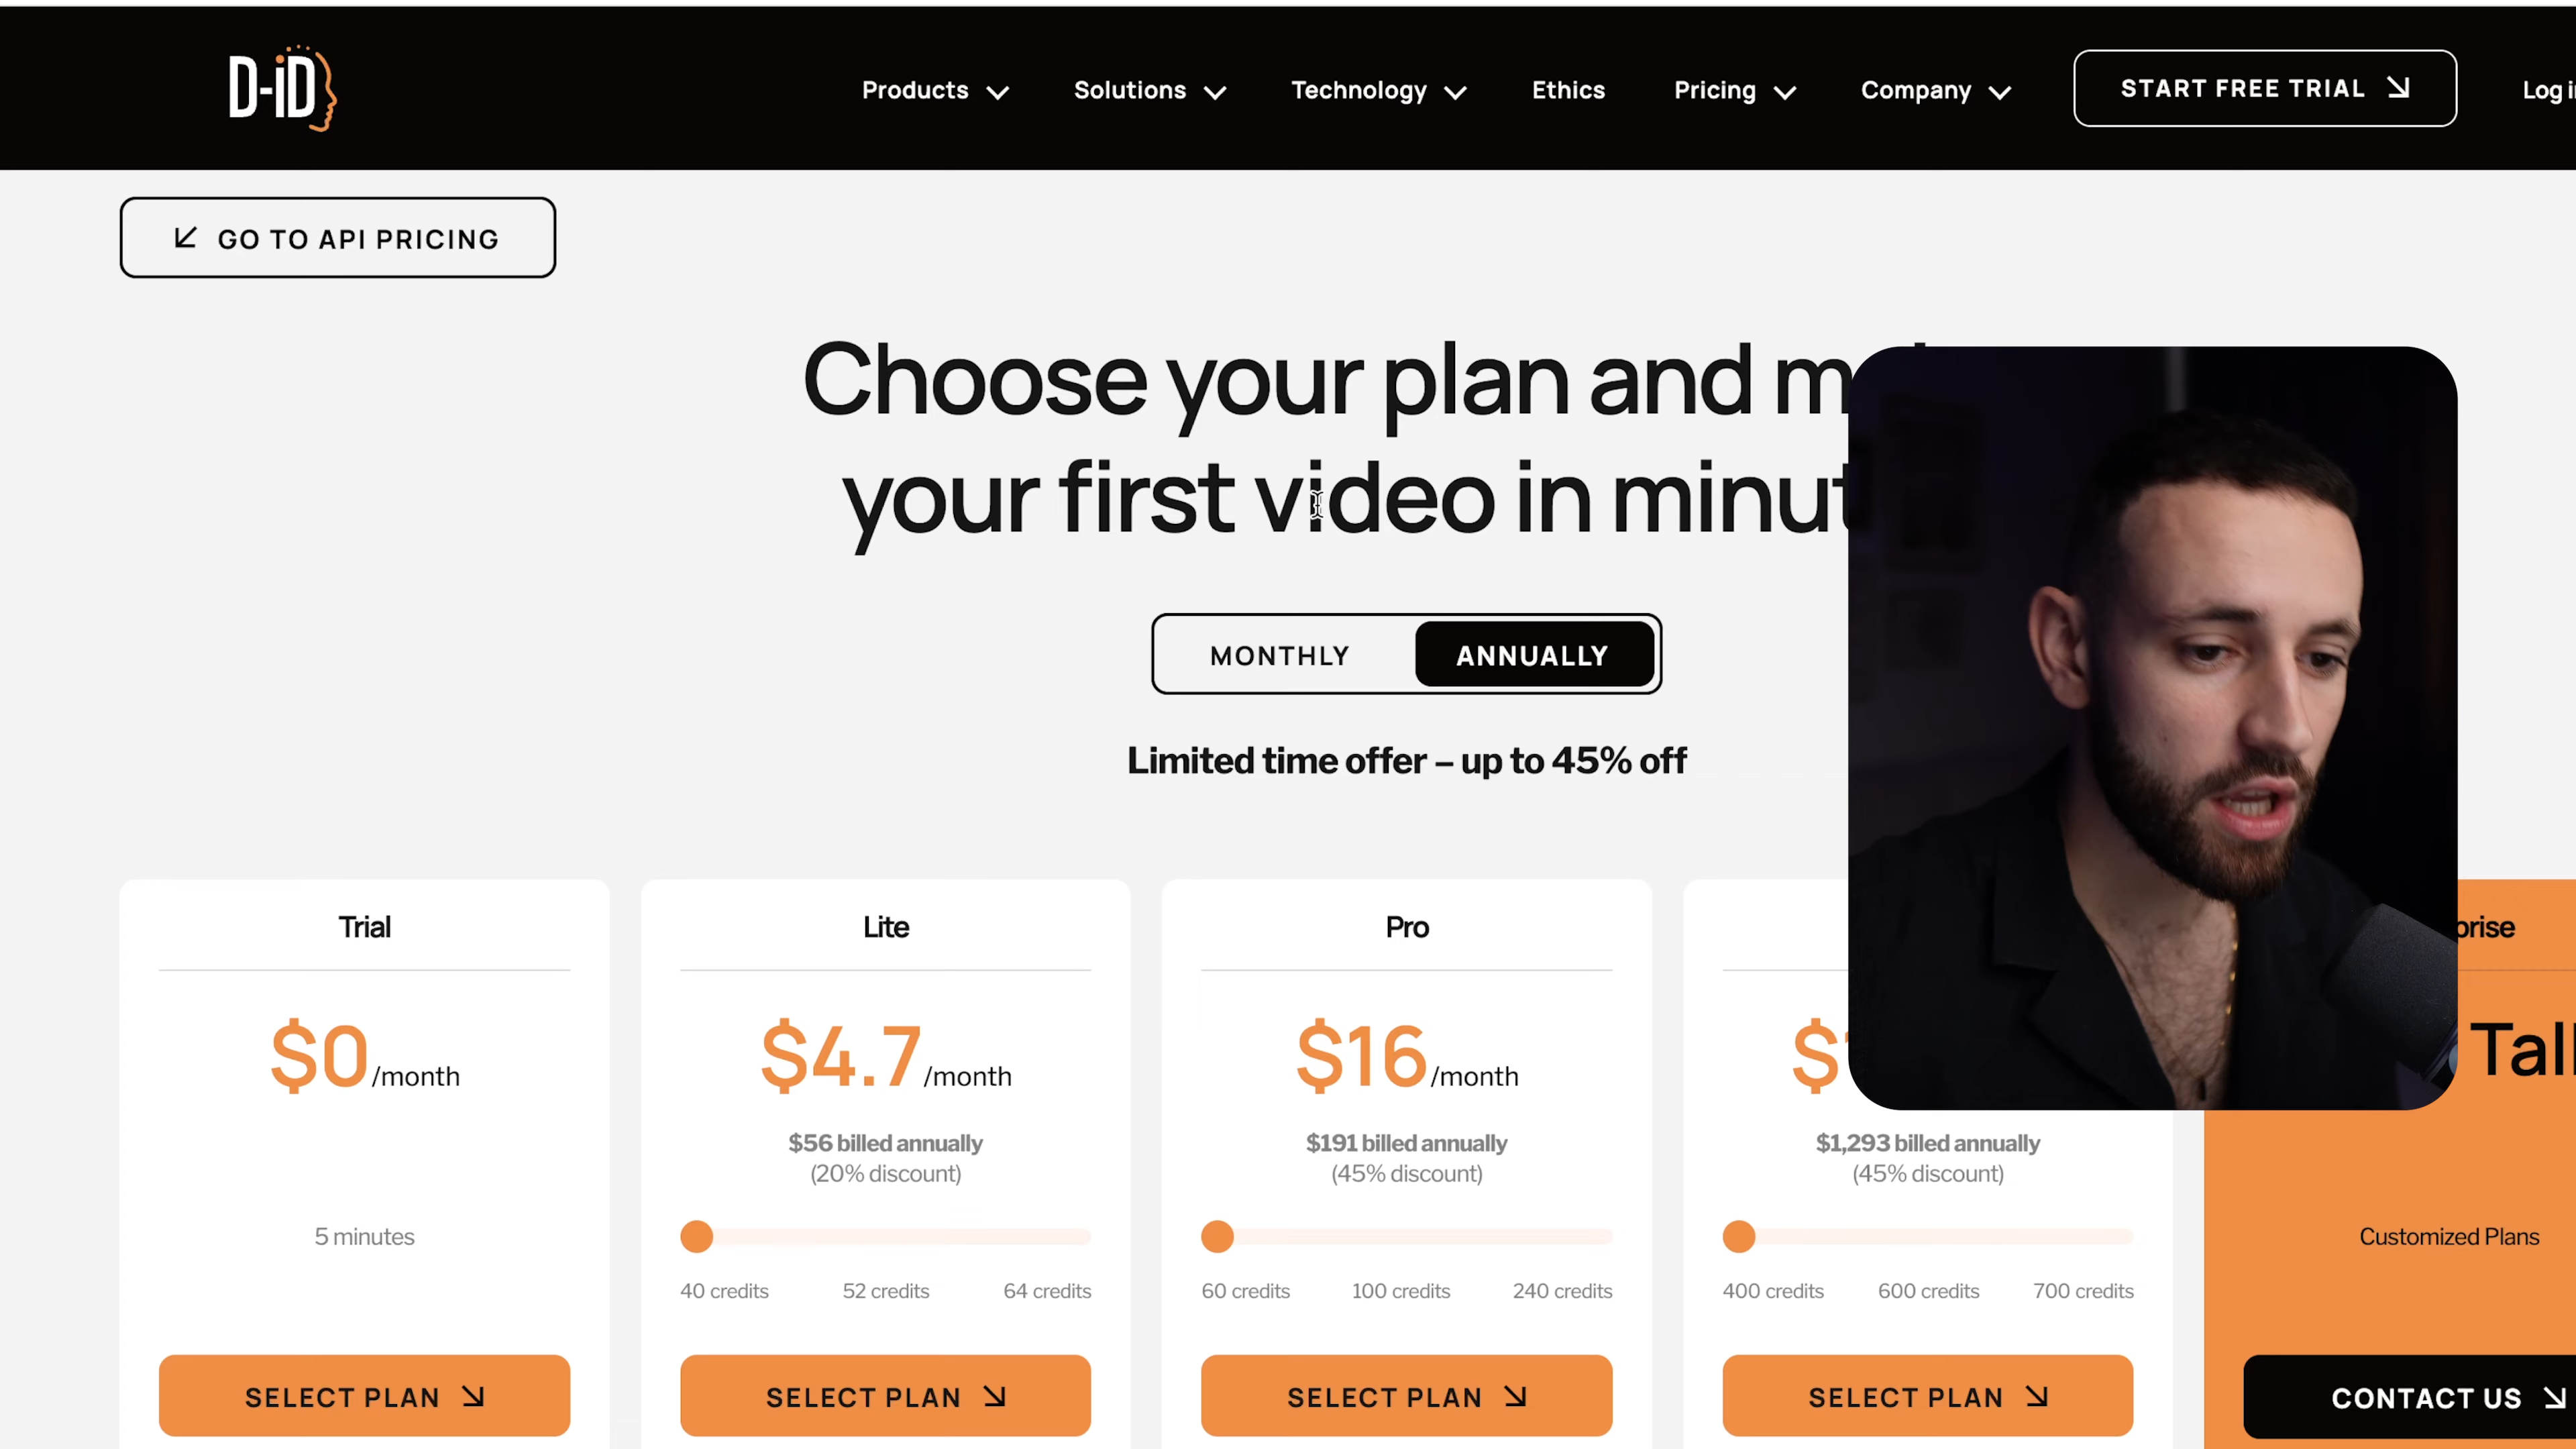 D-iD
Products
Solutions
Technology
Ethics
Pricing
Company
START FREE TRIAL
Log
GO TO API PRICING
Choose your plan and
your first video in
MONTHLY
ANNUALLY
Limited time offer – up to 45% off
Trial
$0/month
5 minutes
SELECT PLAN
Lite
$4.7/month
$56 billed annually
(20% discount)
40 credits
52 credits
64 credits
SELECT PLAN
Pro
$16/month
$191 billed annually
(45% discount)
60 credits
100 credits
240 credits
SELECT PLAN
$1,293 billed annually
(45% discount)
400 credits
600 credits
700 credits
SELECT PLAN
Customized Plans
CONTACT US